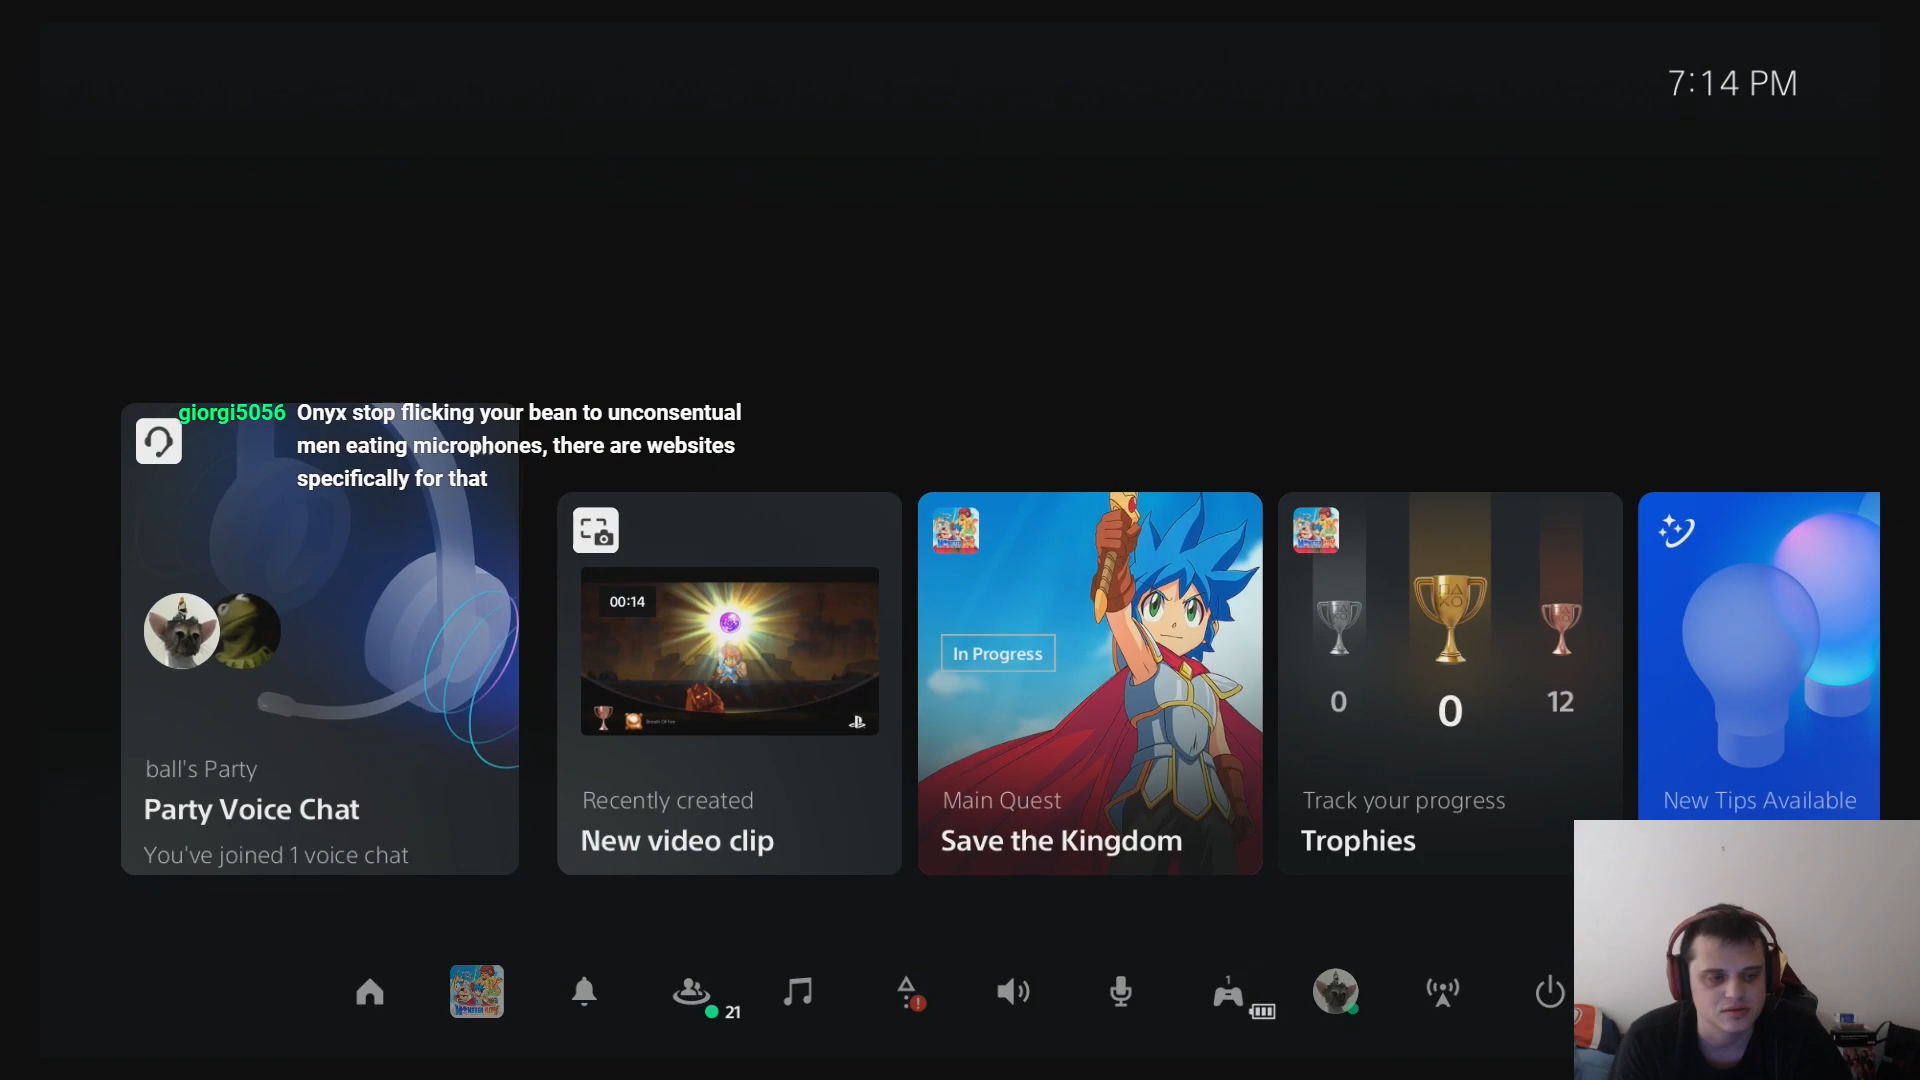 7:14 PM
giorgi5056 Onyx stop flicking your bean to unconsentual
men eating microphones, there are websites
specifically for that
00:14
In Progress
0
0
12
ball's Party
Party Voice Chat
You've joined 1 voice chat
Recently created
New video clip
Main Quest
Save the Kingdom
Track your progress
Trophies
New Tips Available
21
1